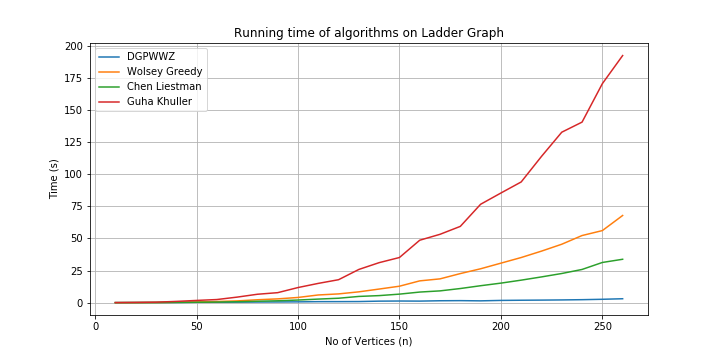 Running time of algorithms on Ladder Graph
DGPWWZ
Wolsey Greedy
Chen Liestman
Guha Khuller
Time (s)
200
175
150
125
100
75
50
25
0
0 50 100 150 200 250
No of Vertices (n)